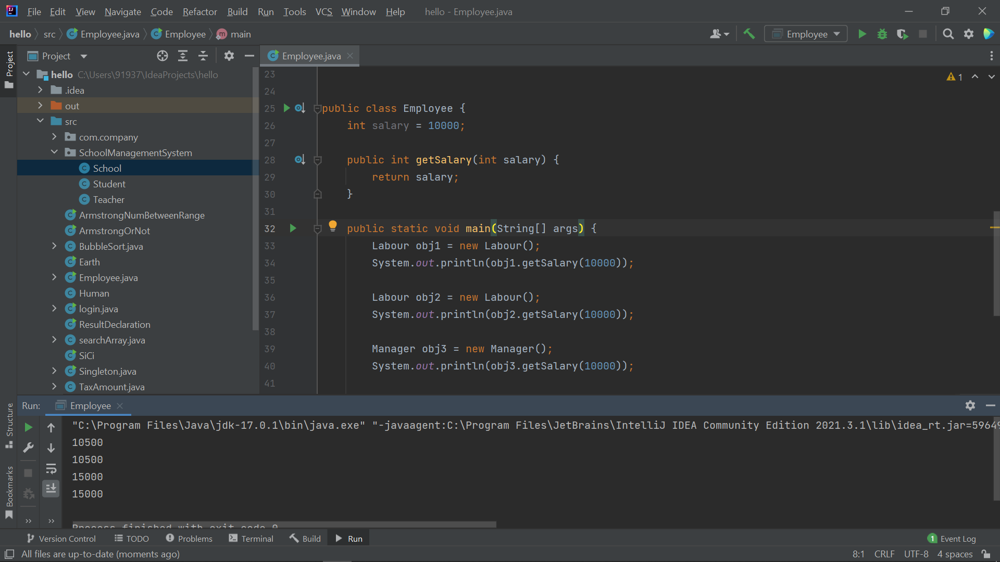 File Edit View Navigate Code Refactor Build Run Tools VCS Window Help hello - Employee.java
hello src Employee.java Employee main
Employee
Project
Project
Employee.java
hello C:\Users\91937\IdeaProjects\hello
.idea
out
src
com.company
SchoolManagementSystem
School
Student
Teacher
ArmstrongNumBetweenRange
ArmstrongOrNot
BubbleSort.java
Earth
Employee.java
Human
login.java
ResultDeclaration
searchArray.java
SiCi
Singleton.java
TaxAmount.java
1
23
24
25 public class Employee {
26 int salary = 10000;
27
28 public int getSalary(int salary) {
29 return salary;
30 }
31
32 public static void main(String[] args) {
33 Labour obj1 = new Labour();
34 System.out.println(obj1.getSalary(10000));
35
36 Labour obj2 = new Labour();
37 System.out.println(obj2.getSalary(10000));
38
39 Manager obj3 = new Manager();
40 System.out.println(obj3.getSalary(10000));
41
Run: Employee
Structure
Bookmarks
"C:\Program Files\Java\jdk-17.0.1\bin\java.exe" "-javaagent:C:\Program Files\JetBrains\IntelliJ IDEA Community Edition 2021.3.1\lib\idea_rt.jar=59649
10500
10500
15000
15000
Process finished with exit code 0
Version Control TODO Problems Terminal Build Run 1 Event Log
All files are up-to-date (moments ago) 8:1 CRLF UTF-8 4 spaces